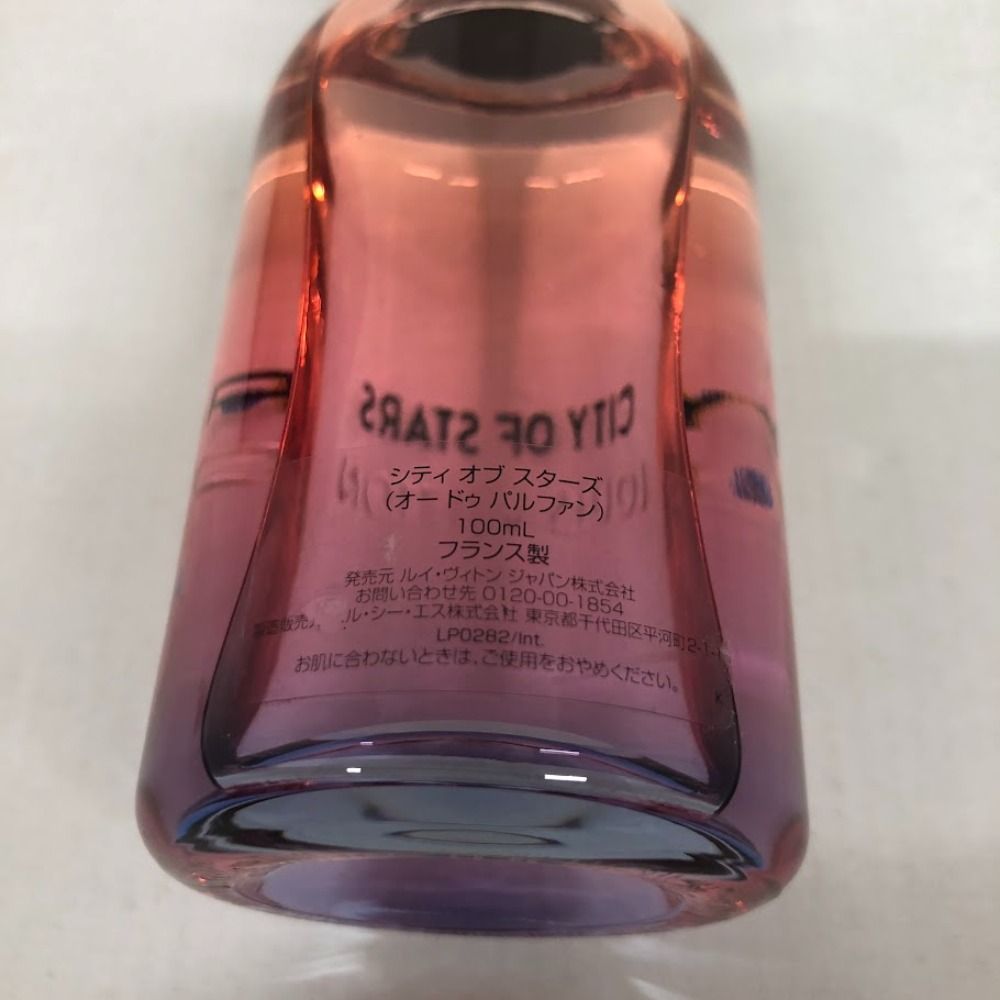 CITY OF STARS
シティ オブ スターズ
(オー ドゥ パルファン)
100mL
フランス製
発売元 ルイ・ヴィトン ジャパン株式会社
お問い合わせ先 0120-00-1854
ル・シー・エス株式会社 東京都千代田区平河町2-1-1
LP0282/Int.
お肌に合わないときは、ご使用をおやめください。